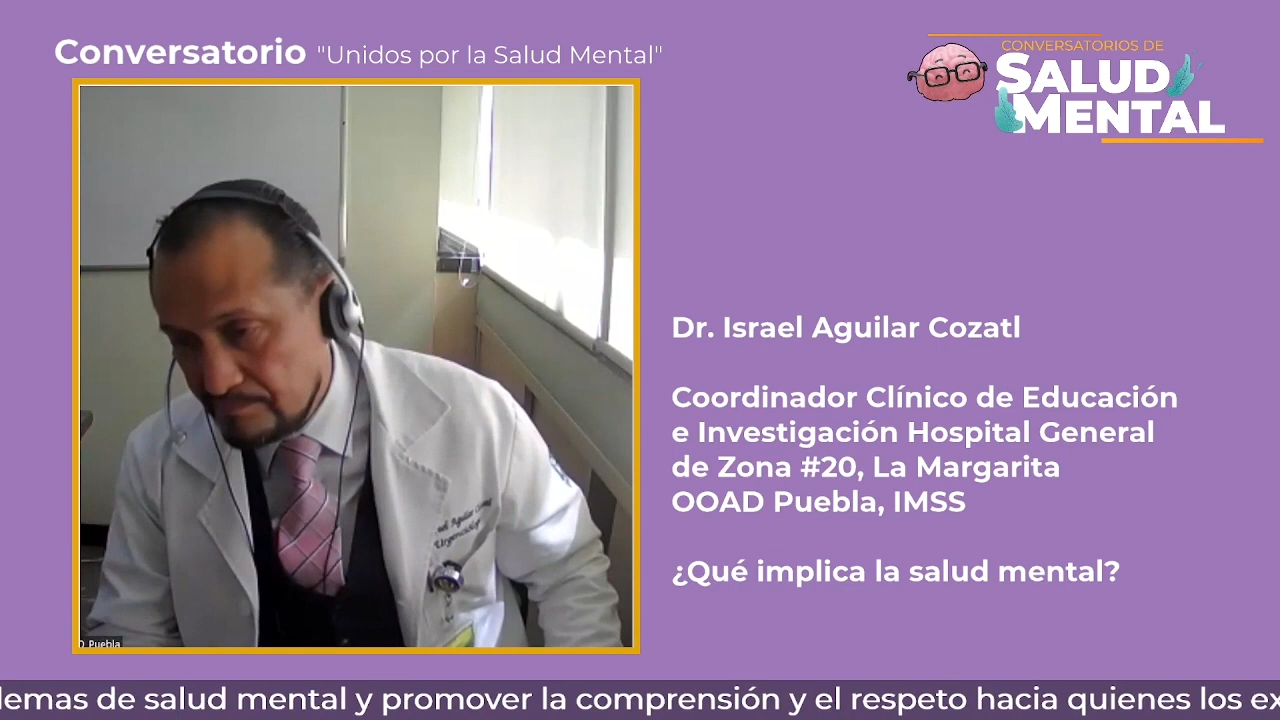 Conversatorio "Unidos por la Salud Mental"
CONVERSATORIOS DE
SALUD
MENTAL
Dr. Israel Aguilar Cozatl
Coordinador Clínico de Educación
e Investigación Hospital General
de Zona #20, La Margarita
OOAD Puebla, IMSS
¿Qué implica la salud mental?
Aguilar
Puebla
lemas de salud mental y promover la comprensión y el respeto hacia quienes los ex